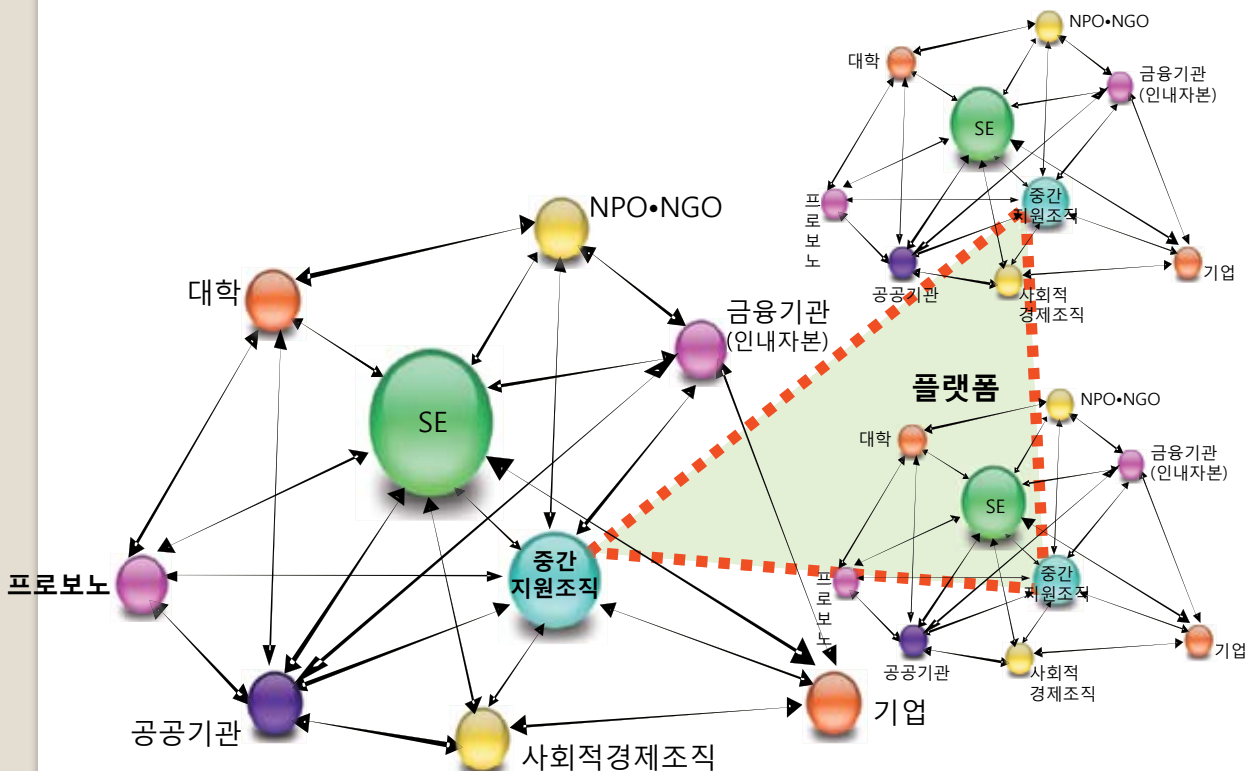 NPO•NGO
대학
금융기관
(인내자본)
SE
중간
지원조직
프로보노
공공기관
사회적경제조직
기업
플랫폼
NPO•NGO
대학
금융기관
(인내자본)
SE
중간
지원조직
프
로
보
노
공공기관
사회적
경제조직
기업
NPO•NGO
대학
금융기관
(인내자본)
SE
중간
지원조직
프
로
보
노
공공기관
사회적
경제조직
기업